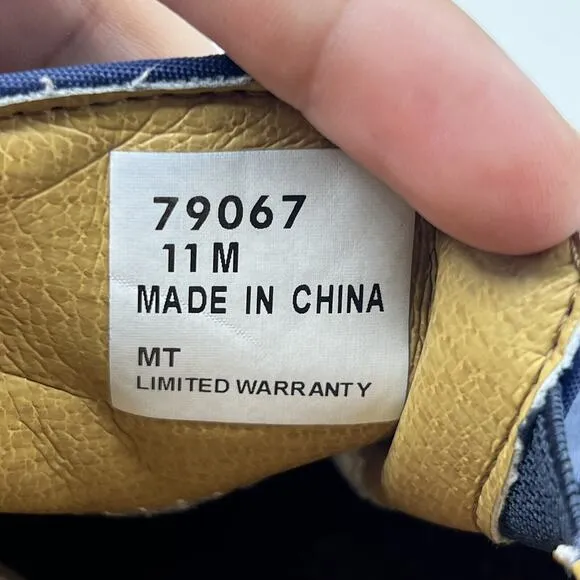 79067
11 M
MADE IN CHINA
MT
LIMITED WARRANTY